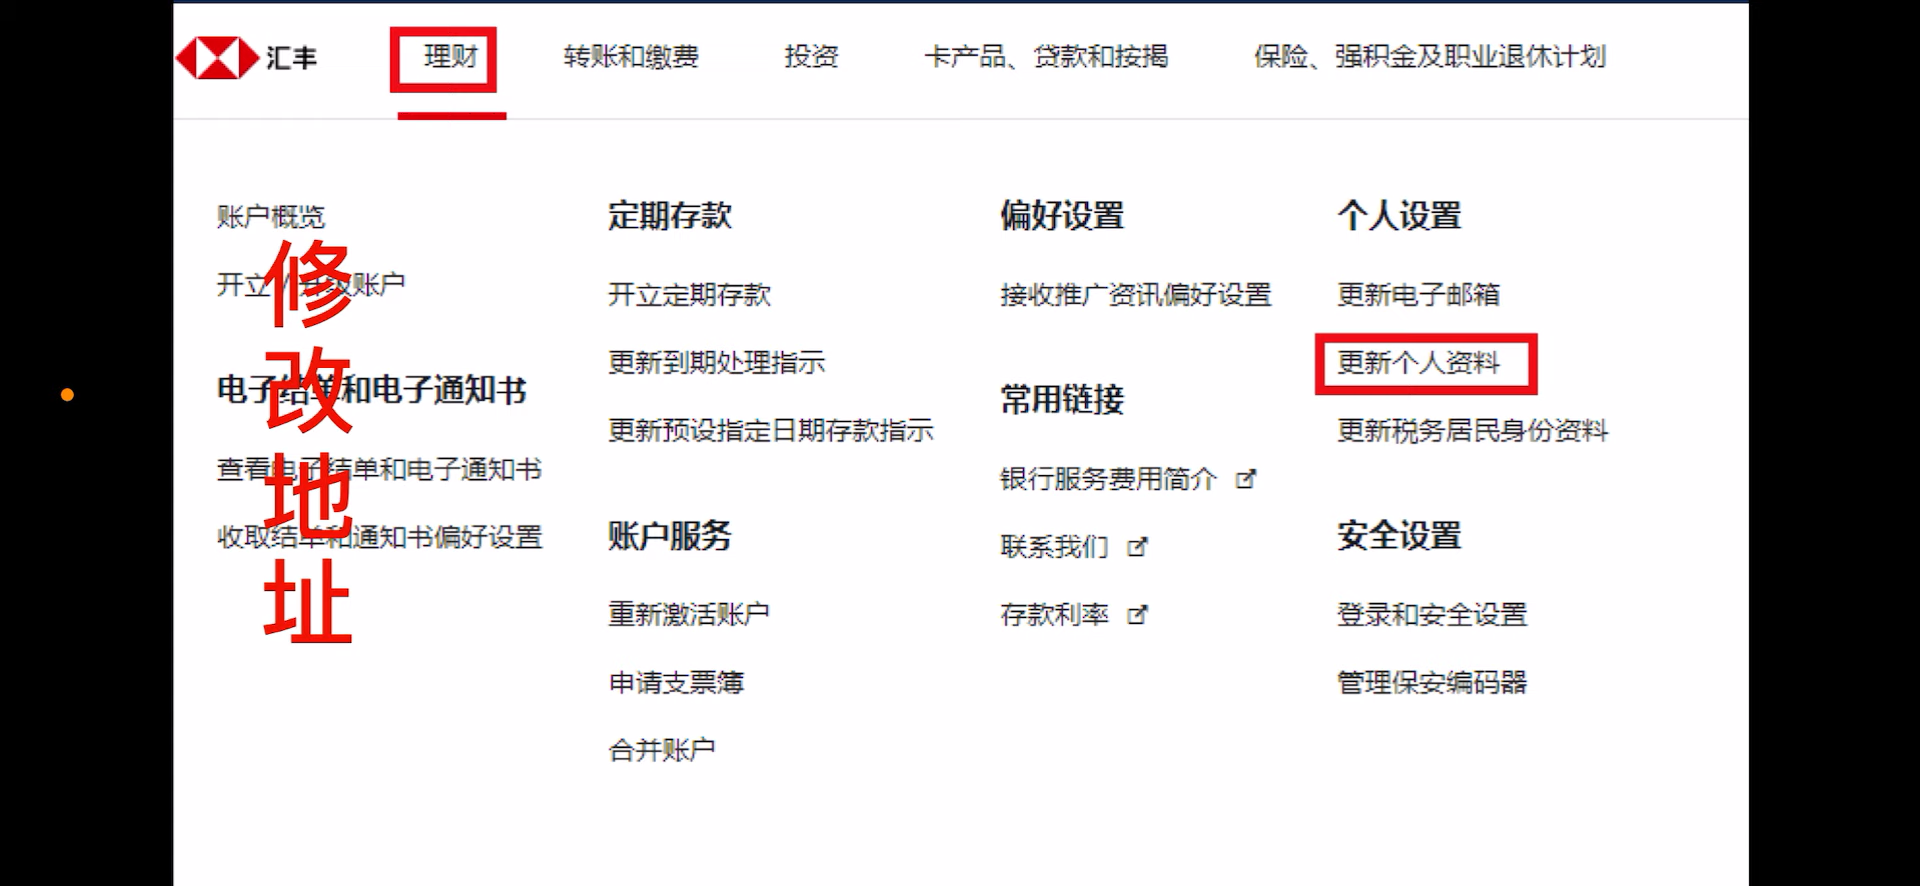 汇丰
理财
转账和缴费
投资
卡产品、贷款和按揭
保险、强积金及职业退休计划
账户概览
开立/升级账户
电子结单和电子通知书
查看电子结单和电子通知书
收取结单和通知书偏好设置
修改地址
定期存款
开立定期存款
更新到期处理指示
更新预设指定日期存款指示
账户服务
重新激活账户
申请支票簿
合并账户
偏好设置
接收推广资讯偏好设置
常用链接
银行服务费用简介
联系我们
存款利率
个人设置
更新电子邮箱
更新个人资料
更新税务居民身份资料
安全设置
登录和安全设置
管理保安编码器